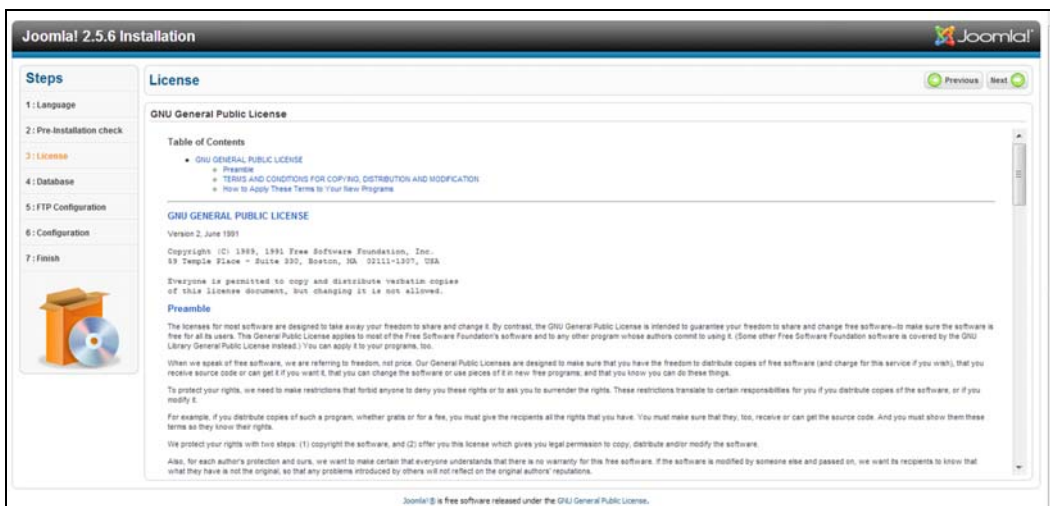 Joomla! 2.5.6 Installation
Joomla!
Steps
1 : Language
2 : Pre-Installation check
3 : License
4 : Database
5 : FTP Configuration
6 : Configuration
7 : Finish
License
Previous
Next
GNU General Public License
Table of Contents
GNU GENERAL PUBLIC LICENSE
Preamble
TERMS AND CONDITIONS FOR COPYING, DISTRIBUTION AND MODIFICATION
How to Apply These Terms to Your New Programs
GNU GENERAL PUBLIC LICENSE
Version 2, June 1991
Copyright (C) 1989, 1991 Free Software Foundation, Inc.
59 Temple Place - Suite 330, Boston, MA 02111-1307, USA
Everyone is permitted to copy and distribute verbatim copies
of this license document, but changing it is not allowed.
Preamble
The licenses for most software are designed to take away your freedom to share and change it. By contrast, the GNU General Public License is intended to guarantee your freedom to share and change free software--to make sure the software is
free for all its users. This General Public License applies to most of the Free Software Foundation's software and to any other program whose authors commit to using it. (Some other Free Software Foundation software is covered by the GNU
Library General Public License instead.) You can apply it to your programs, too.
When we speak of free software, we are referring to freedom, not price. Our General Public Licenses are designed to make sure that you have the freedom to distribute copies of free software (and charge for this service if you wish), that you
receive source code or can get it if you want it, that you can change the software or use pieces of it in new free programs; and that you know you can do these things.
To protect your rights, we need to make restrictions that forbid anyone to deny you these rights or to ask you to surrender the rights. These restrictions translate to certain responsibilities for you if you distribute copies of the software, or if you
modify it.
For example, if you distribute copies of such a program, whether gratis or for a fee, you must give the recipients all the rights that you have. You must make sure that they, too, receive or can get the source code. And you must show them these
terms so they know their rights.
We protect your rights with two steps: (1) copyright the software, and (2) offer you this license which gives you legal permission to copy, distribute and/or modify the software.
Also, for each author's protection and ours, we want to make certain that everyone understands that there is no warranty for this free software. If the software is modified by someone else and passed on, we want its recipients to know that
what they have is not the original, so that any problems introduced by others will not reflect on the original authors' reputations.
Joomla!® is free software released under the GNU General Public License.